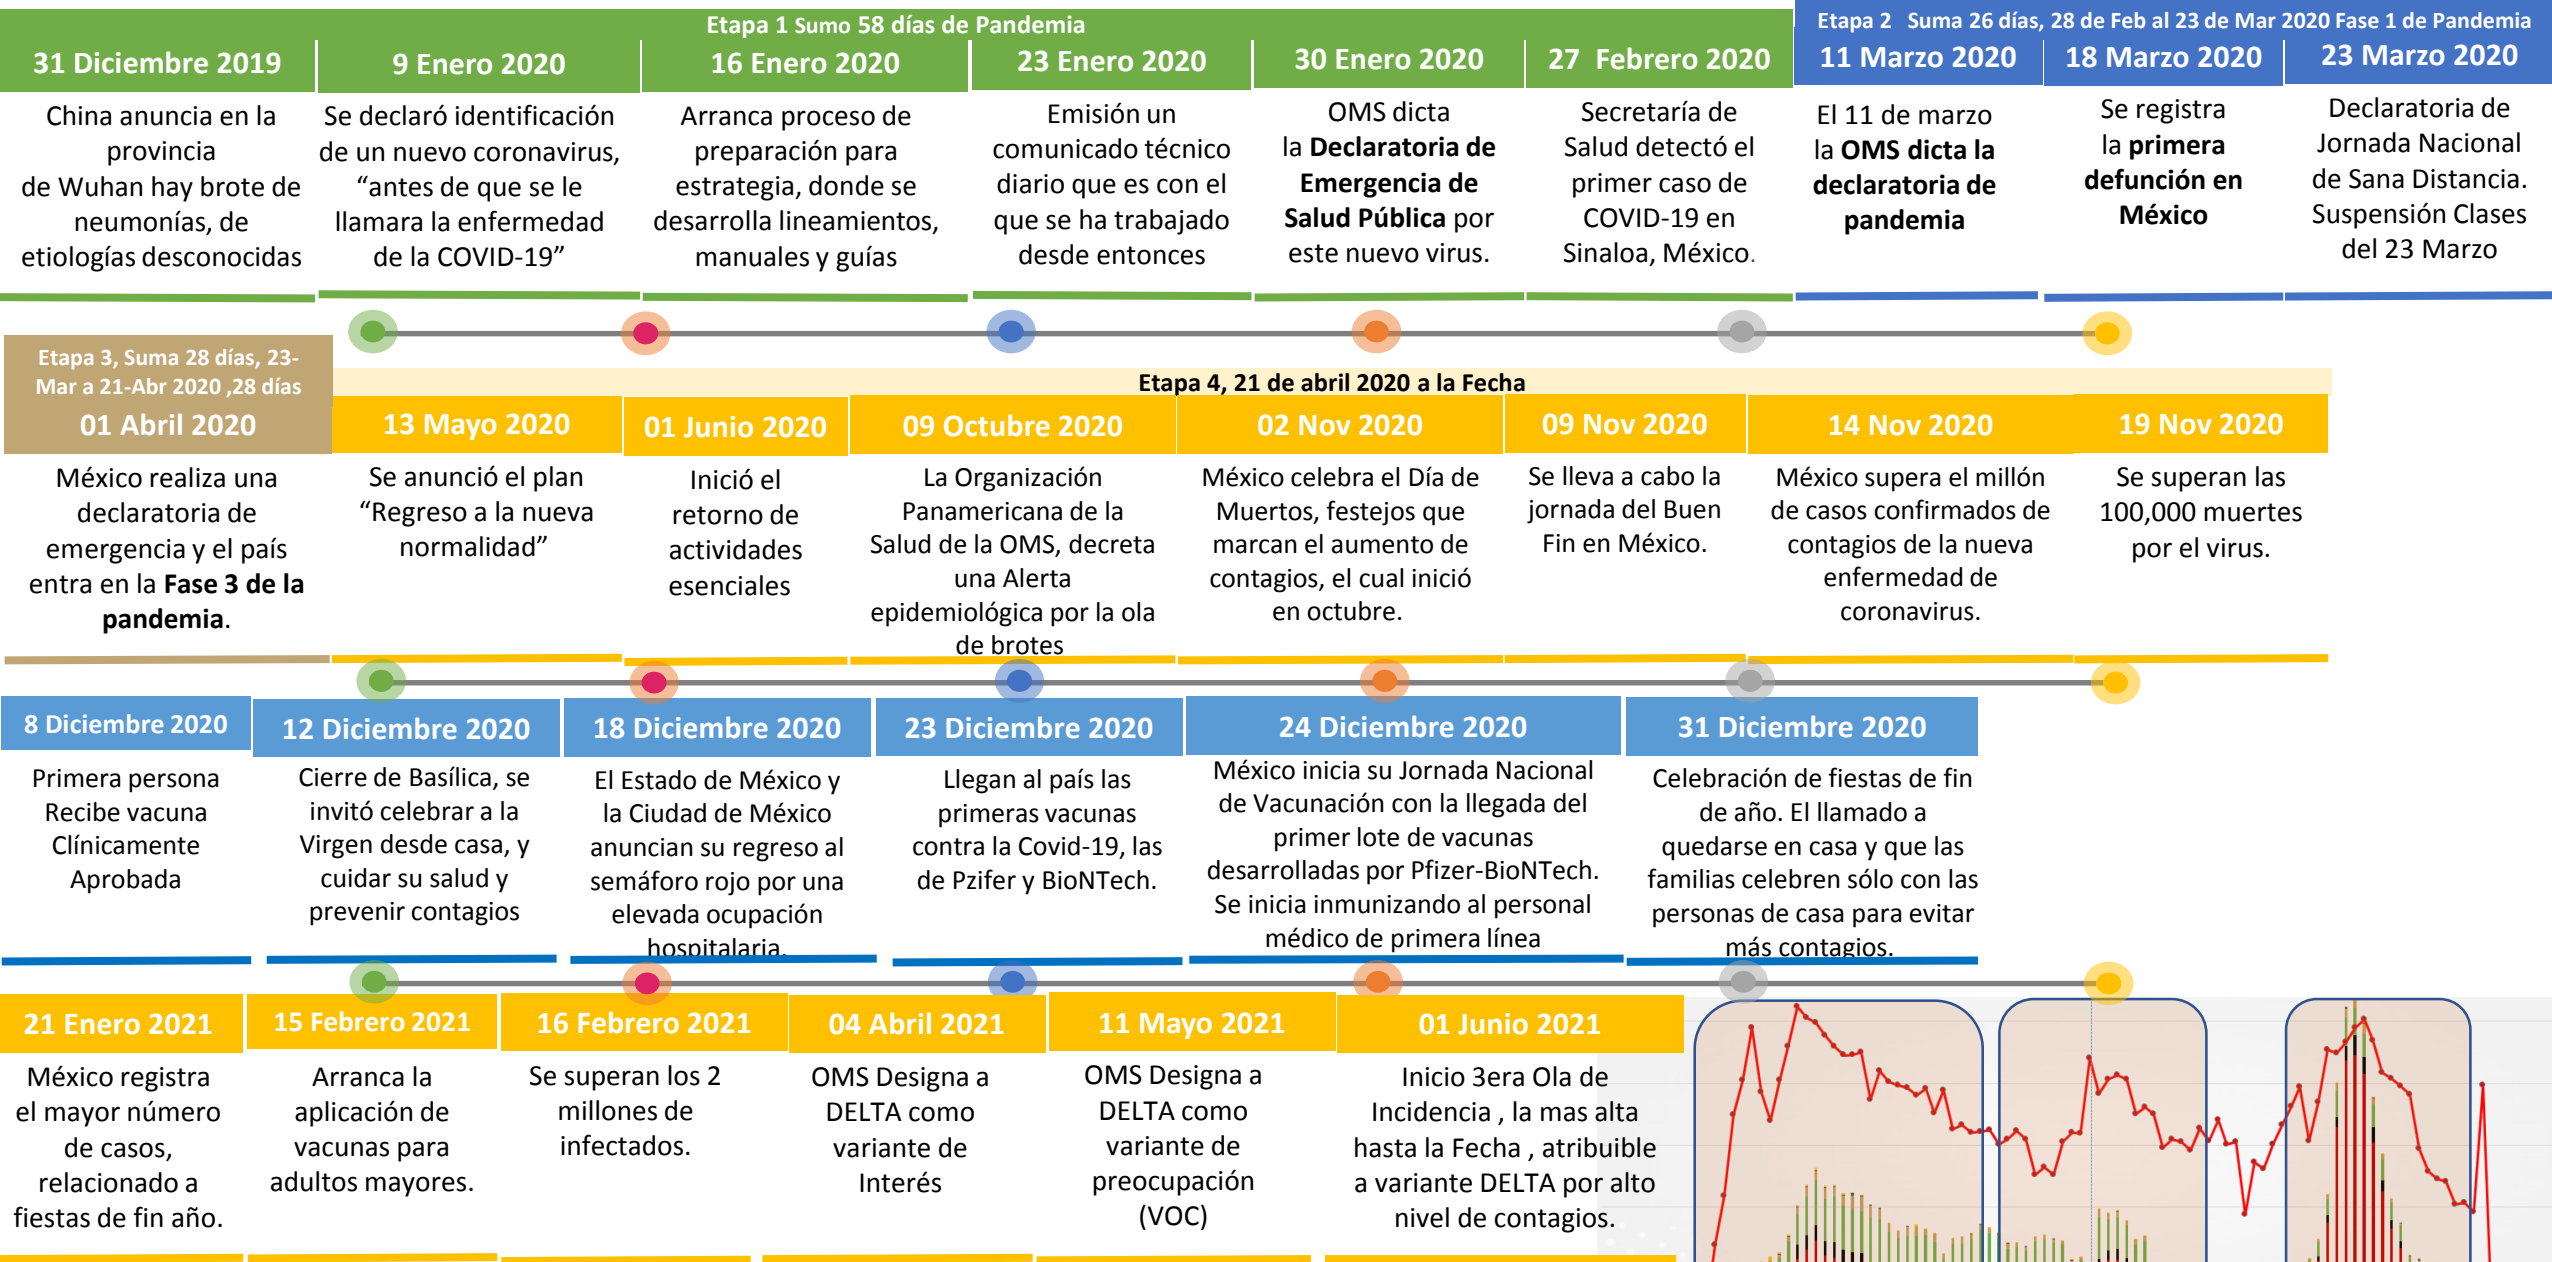 Etapa 1 Sumo 58 días de Pandemia
Etapa 2 Suma 26 días, 28 de Feb al 23 de Mar 2020 Fase 1 de Pandemia
31 Diciembre 2019
China anuncia en la
provincia
de Wuhan hay brote de
neumonías, de
etiologías desconocidas
9 Enero 2020
Se declaró identificación
de un nuevo coronavirus,
“antes de que se le
llamara la enfermedad
de la COVID-19”
16 Enero 2020
Arranca proceso de
preparación para
estrategia, donde se
desarrolla lineamientos,
manuales y guías
23 Enero 2020
Emisión un
comunicado técnico
diario que es con el
que se ha trabajado
desde entonces
30 Enero 2020
OMS dicta
la Declaratoria de
Emergencia de
Salud Pública por
este nuevo virus.
27 Febrero 2020
Secretaría de
Salud detectó el
primer caso de
COVID-19 en
Sinaloa, México.
11 Marzo 2020
El 11 de marzo
la OMS dicta la
declaratoria de
pandemia
18 Marzo 2020
Se registra
la primera
defunción en
México
23 Marzo 2020
Declaratoria de
Jornada Nacional
de Sana Distancia.
Suspensión Clases
del 23 Marzo
Etapa 3, Suma 28 días, 23-
Mar a 21-Abr 2020 ,28 días
01 Abril 2020
México realiza una
declaratoria de
emergencia y el país
entra en la Fase 3 de la
pandemia.
Etapa 4, 21 de abril 2020 a la Fecha
13 Mayo 2020
Se anunció el plan
“Regreso a la nueva
normalidad”
01 Junio 2020
Inició el
retorno de
actividades
esenciales
09 Octubre 2020
La Organización
Panamericana de la
Salud de la OMS, decreta
una Alerta
epidemiológica por la ola
de brotes
02 Nov 2020
México celebra el Día de
Muertos, festejos que
marcan el aumento de
contagios, el cual inició
en octubre.
09 Nov 2020
Se lleva a cabo la
jornada del Buen
Fin en México.
14 Nov 2020
México supera el millón
de casos confirmados de
contagios de la nueva
enfermedad de
coronavirus.
19 Nov 2020
Se superan las
100,000 muertes
por el virus.
8 Diciembre 2020
Primera persona
Recibe vacuna
Clínicamente
Aprobada
12 Diciembre 2020
Cierre de Basílica, se
invitó celebrar a la
Virgen desde casa, y
cuidar su salud y
prevenir contagios
18 Diciembre 2020
El Estado de México y
la Ciudad de México
anuncian su regreso al
semáforo rojo por una
elevada ocupación
hospitalaria.
23 Diciembre 2020
Llegan al país las
primeras vacunas
contra la Covid-19, las
de Pzifer y BioNTech.
24 Diciembre 2020
México inicia su Jornada Nacional
de Vacunación con la llegada del
primer lote de vacunas
desarrolladas por Pfizer-BioNTech.
Se inicia inmunizando al personal
médico de primera línea
31 Diciembre 2020
Celebración de fiestas de fin
de año. El llamado a
quedarse en casa y que las
familias celebren sólo con las
personas de casa para evitar
más contagios.
21 Enero 2021
México registra
el mayor número
de casos,
relacionado a
fiestas de fin año.
15 Febrero 2021
Arranca la
aplicación de
vacunas para
adultos mayores.
16 Febrero 2021
Se superan los 2
millones de
infectados.
04 Abril 2021
OMS Designa a
DELTA como
variante de
Interés
11 Mayo 2021
OMS Designa a
DELTA como
variante de
preocupación
(VOC)
01 Junio 2021
Inicio 3era Ola de
Incidencia , la mas alta
hasta la Fecha , atribuible
a variante DELTA por alto
nivel de contagios.